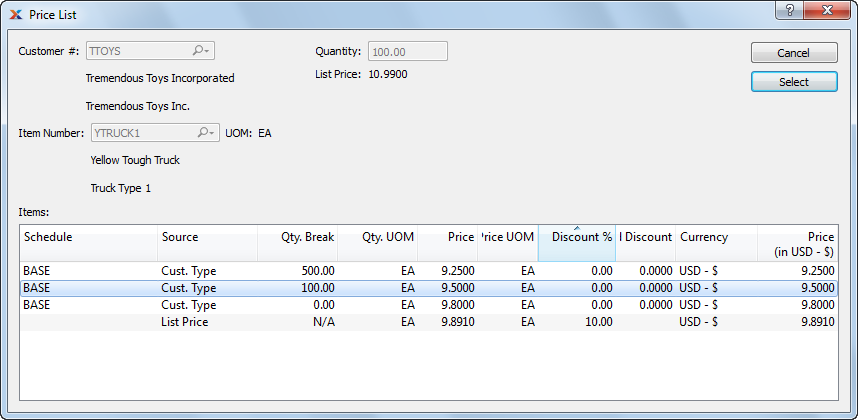 Price List
Customer #: TTOYS Quantity: 100.00 Cancel
Tremendous Toys Incorporated List Price: 10.9900 Select
Tremendous Toys Inc.
Item Number: YTRUCK1 UOM: EA
Yellow Tough Truck
Truck Type 1
Items:
Schedule Source Qty. Break Qty. UOM Price Price UOM Discount % l Discount Currency Price
(in USD - $)
BASE Cust. Type 500.00 EA 9.2500 EA 0.00 0.0000 USD - $ 9.2500
BASE Cust. Type 100.00 EA 9.5000 EA 0.00 0.0000 USD - $ 9.5000
BASE Cust. Type 0.00 EA 9.8000 EA 0.00 0.0000 USD - $ 9.8000
List Price N/A EA 9.8910 EA 10.00 USD - $ 9.8910